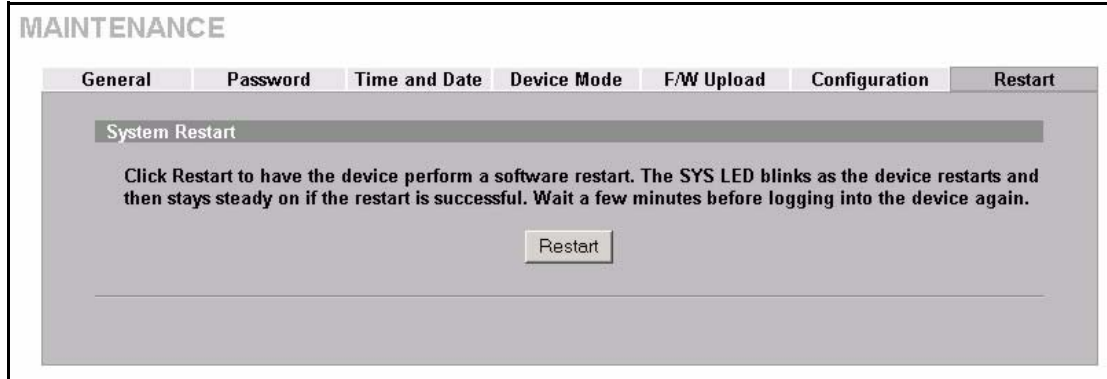 MAINTENANCE
General Password Time and Date Device Mode F/W Upload Configuration Restart
System Restart
Click Restart to have the device perform a software restart. The SYS LED blinks as the device restarts and
then stays steady on if the restart is successful. Wait a few minutes before logging into the device again.
Restart